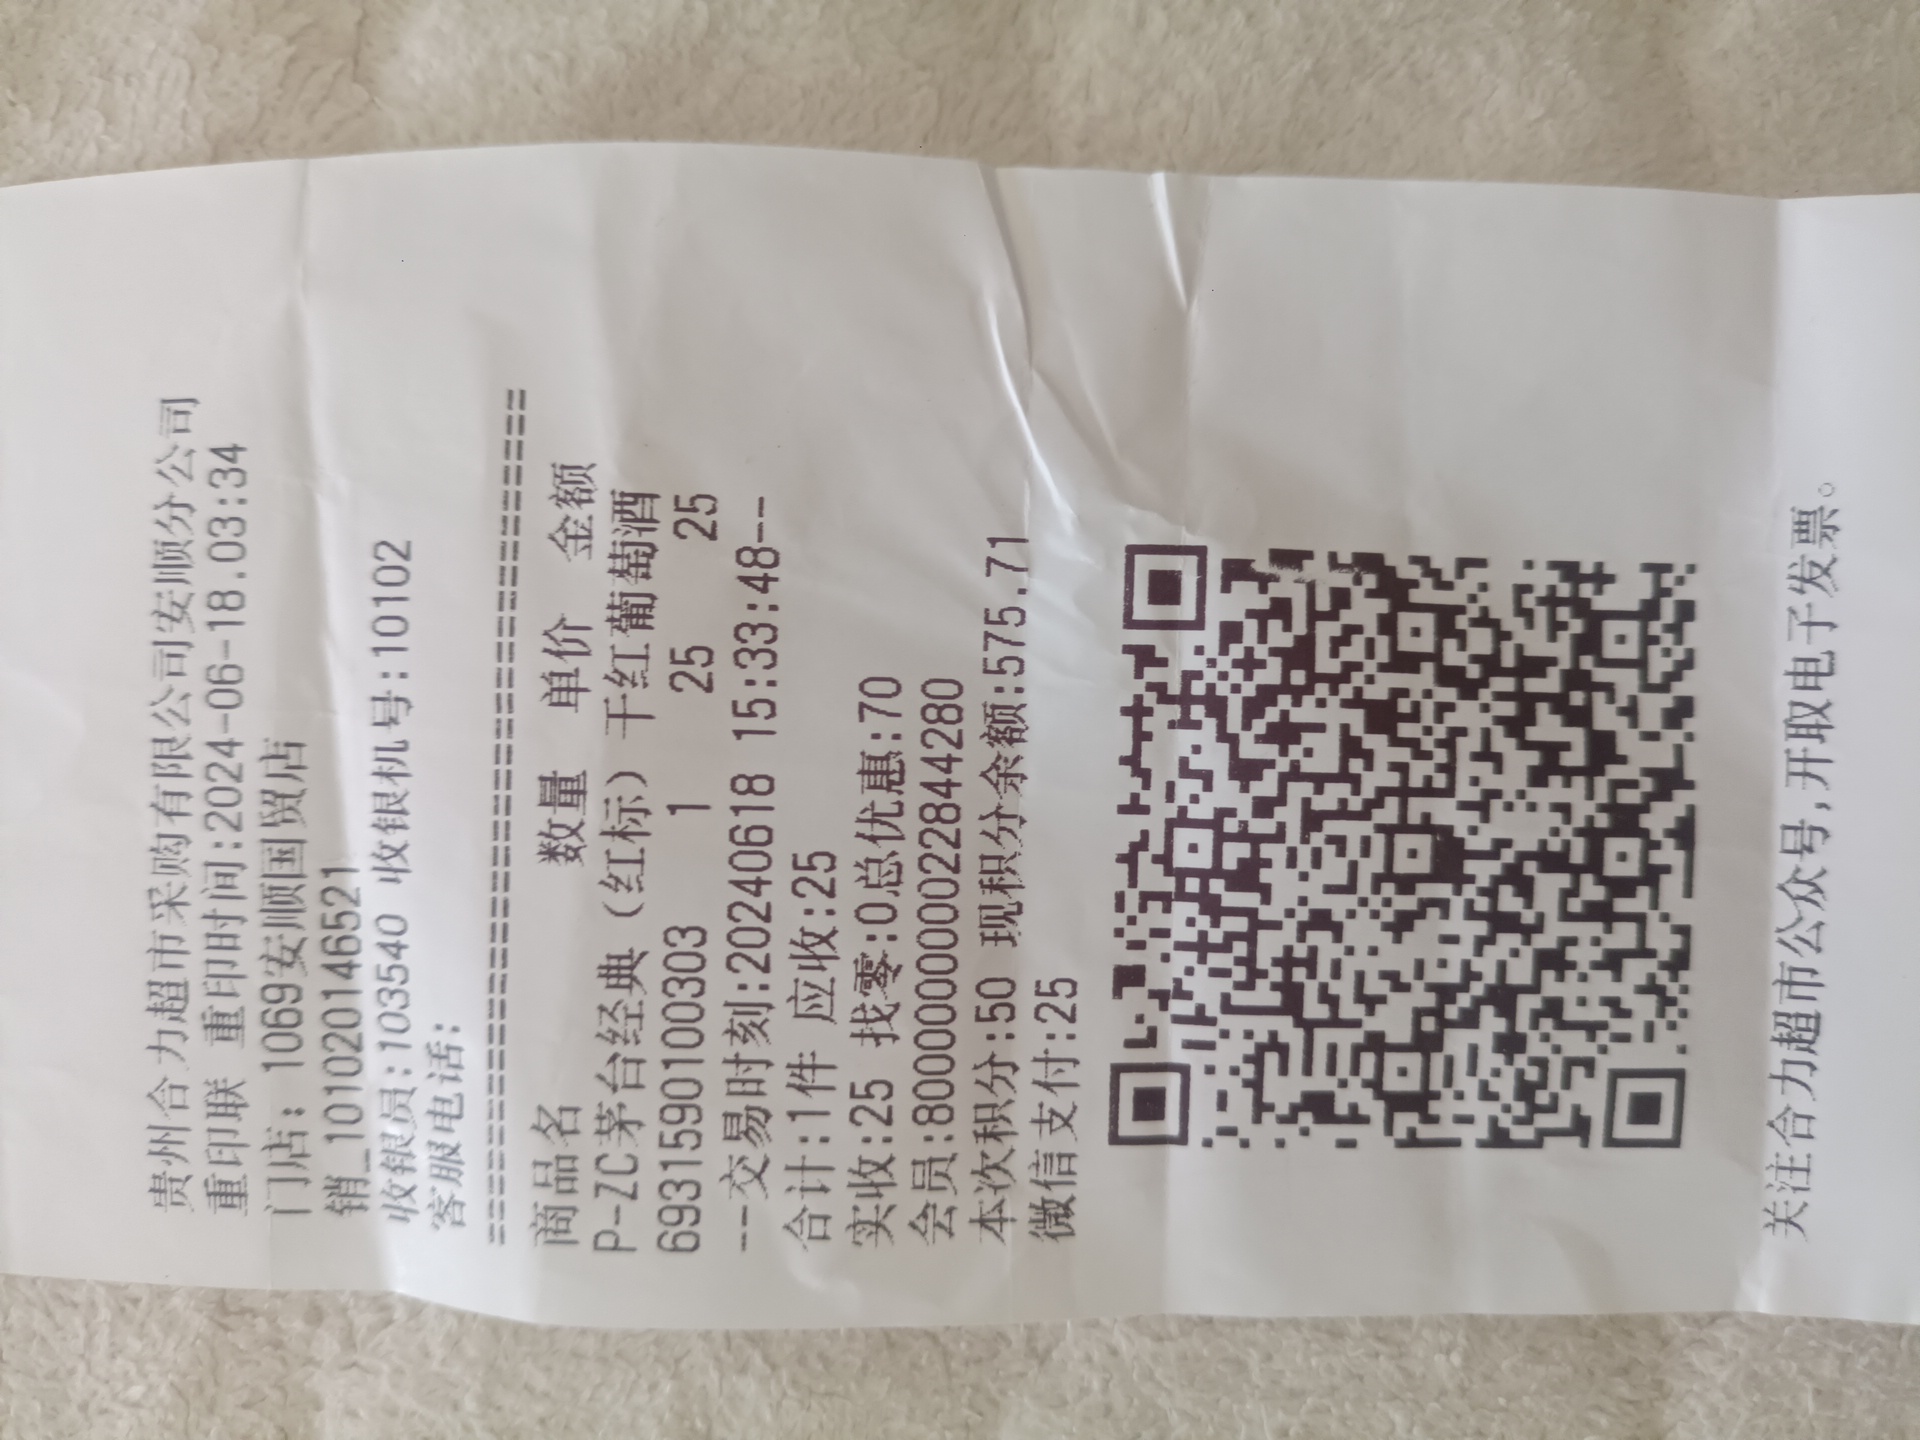 贵州合力超市采购有限公司安顺分公司
重印联 重印时间:2024-06-18.03:34
门店: 1069安顺国贸店
销_10102010146521
收银员:103540 收银机号:10102
客服电话:
==========================================
商品名 数量 单价 金额
P-ZC茅台经典(红标)干红葡萄酒
6931590100303 1 25 25
--交易时刻:20240618 15:33:48--
合计:1件 应收:25
实收:25 找零:0总优惠:70
会员:8000000000022844280
本次积分:50 现积分余额:575.71
微信支付:25
关注合力超市公众号,开取电子发票。